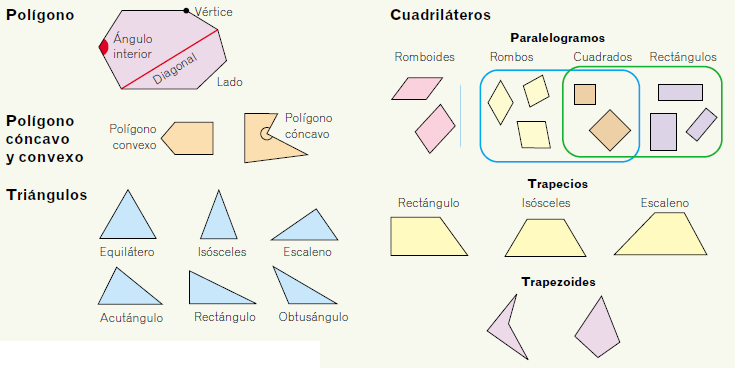 Polígono
Vértice
Ángulo
interior
Diagonal
Lado
Polígono
cóncavo
y convexo
Polígono
convexo
Polígono
cóncavo
Triángulos
Equilátero
Isósceles
Escaleno
Acutángulo
Rectángulo
Obtusángulo
Cuadriláteros
Paralelogramos
Romboides
Rombos
Cuadrados
Rectángulos
Trapecios
Rectángulo
Isósceles
Escaleno
Trapezoides